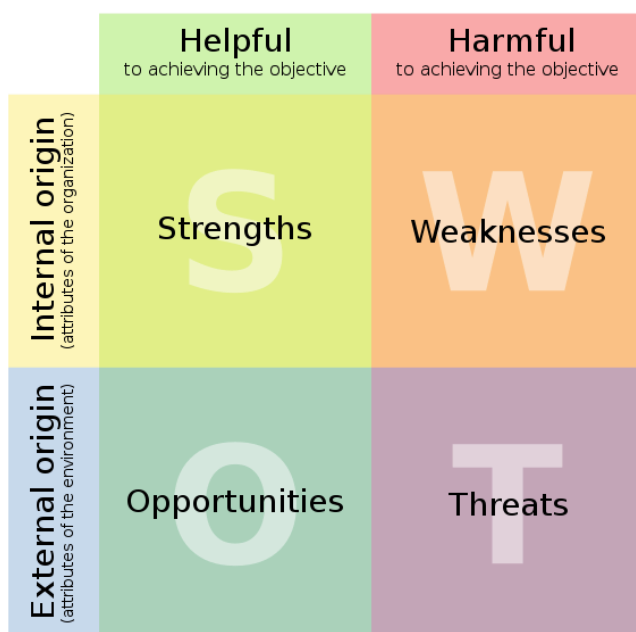 Helpful
to achieving the objective
Harmful
to achieving the objective
Internal origin
(attributes of the organization)
S
Strengths
W
Weaknesses
External origin
(attributes of the environment)
O
Opportunities
T
Threats